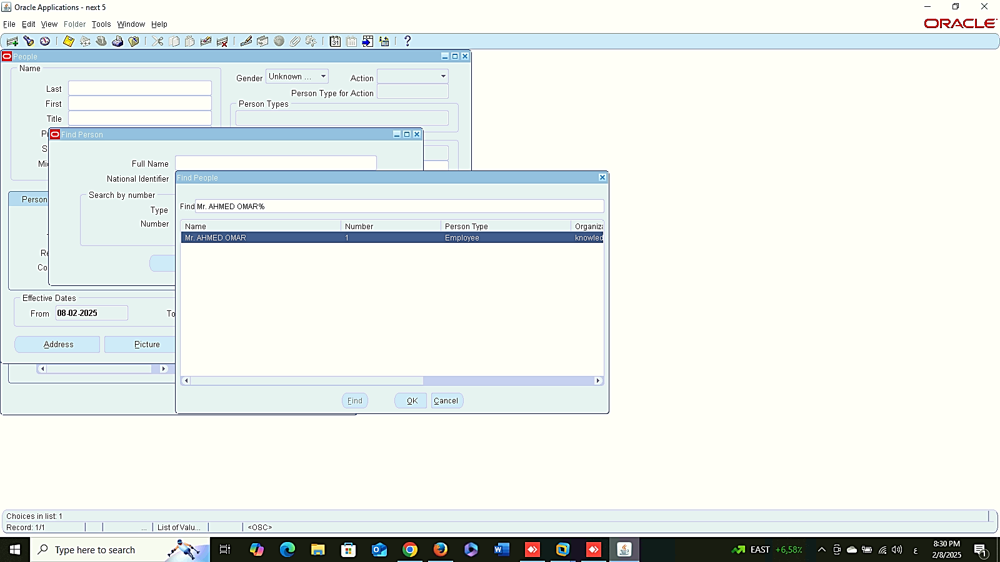 Oracle Applications - next 5
File Edit View Folder Tools Window Help
ORACLE
People
Name
Last
First
Title
Gender Unknown ... Action
Person Type for Action
Person Types
Find Person
Full Name
National Identifier
Search by number
Type
Number
Find People
Find Mr. AHMED OMAR%
Name Number Person Type Organiza
Mr. AHMED OMAR 1 Employee knowled
Person
Effective Dates
From 08-02-2025 To
Address Picture
Find OK Cancel
Choices in list: 1
Record: 1/1 ... List of Valu... <OSC>
Type here to search
EAST +6,58%
ع
8:30 PM
2/8/2025
1